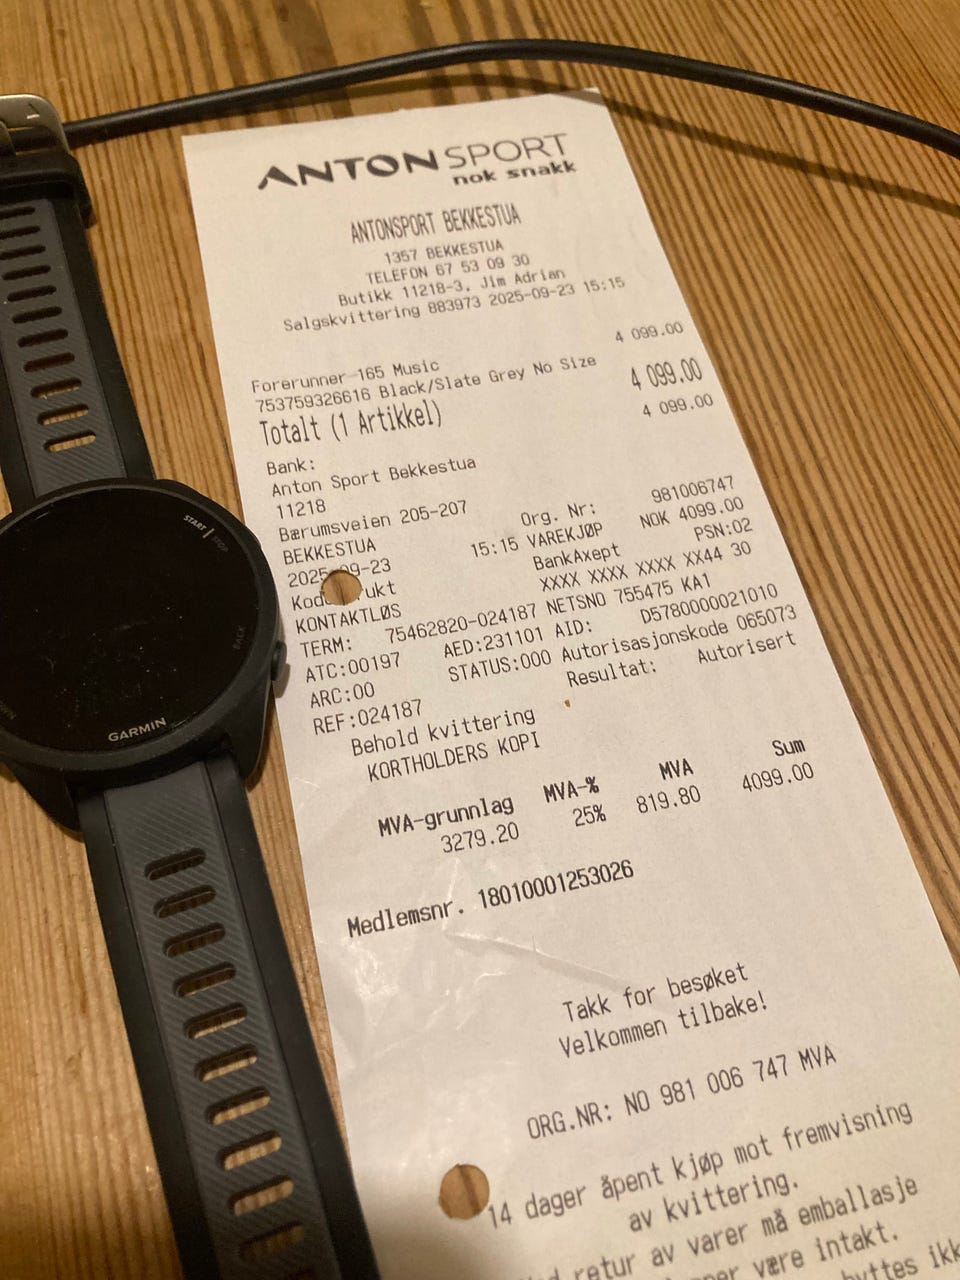 ANTON SPORT
nok snakk
ANTONSPORT BEKKESTUA
1357 BEKKESTUA
TELEFON 67 53 09 30
Butikk 11218-3, Jim Adrian
Salgskvittering 883973 2025-09-23 15:15
4 099.00
Forerunner 165 Music
753759326616 Black/Slate Grey No Size
Totalt (1 Artikkel) 4 099.00
4 099.00
Bank:
Anton Sport Bekkestua
11218
Bærumsveien 205-207
BEKKESTUA Org. Nr: 981006747
2025-09-23 15:15 VAREKJØP NOK 4099.00
BankAxept PSN:02
KONTAKTLØS XXXX XXXX XXXX XX44 30
TERM: 75462820-024187 NETSNO 755475 KA1
ATC:00197 AED:231101 AID: D5780000021010
ARC:00 STATUS:000 Autorisasjonskode 065073
REF:024187 Resultat: Autorisert
Behold kvittering
KORTHOLDERS KOPI
MVA-grunnlag MVA-% MVA Sum
3279.20 25% 819.80 4099.00
Medlemsnr. 18010001253026
Takk for besøket
Velkommen tilbake!
ORG.NR: NO 981 006 747 MVA
14 dager åpent kjøp mot fremvisning
av kvittering.
retur av varer må emballasje
være intakt.
START STOP
BACK
GARMIN